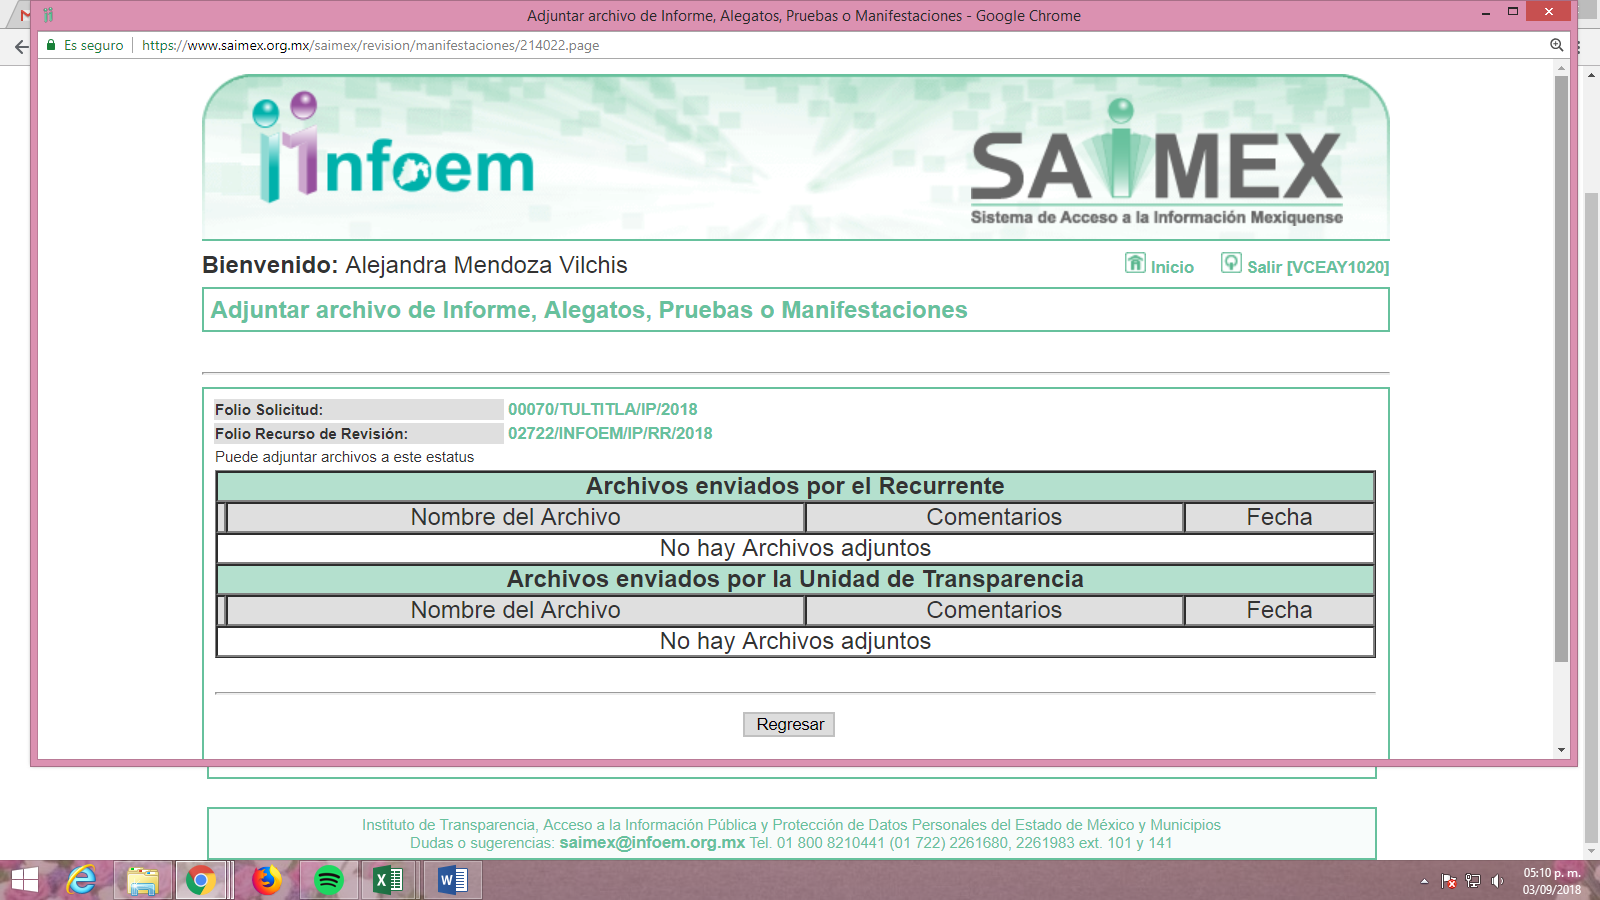 Adjuntar archivo de Informe, Alegatos, Pruebas o Manifestaciones - Google Chrome
Es seguro https://www.saimex.org.mx/saimex/revision/manifestaciones/214022.page
infoem
SAIMEX
Sistema de Acceso a la Información Mexiquense
Bienvenido: Alejandra Mendoza Vilchis
Inicio Salir [VCEAY1020]
Adjuntar archivo de Informe, Alegatos, Pruebas o Manifestaciones
Folio Solicitud: 00070/TULTITLA/IP/2018
Folio Recurso de Revisión: 02722/INFOEM/IP/RR/2018
Puede adjuntar archivos a este estatus
Archivos enviados por el Recurrente
Nombre del Archivo Comentarios Fecha
No hay Archivos adjuntos
Archivos enviados por la Unidad de Transparencia
Nombre del Archivo Comentarios Fecha
No hay Archivos adjuntos
Regresar
Instituto de Transparencia, Acceso a la Información Pública y Protección de Datos Personales del Estado de México y Municipios
Dudas o sugerencias: saimex@infoem.org.mx Tel. 01 800 8210441 (01 722) 2261680, 2261983 ext. 101 y 141
05:10 p. m.
03/09/2018